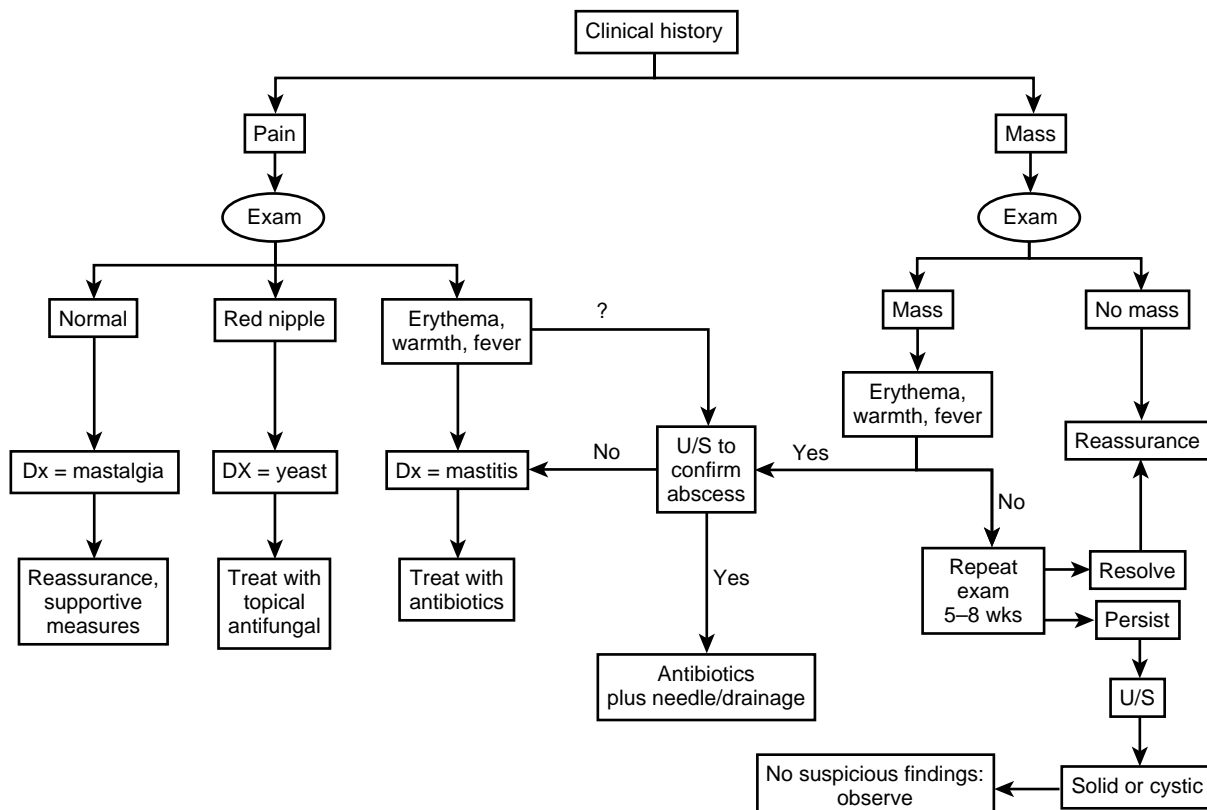 Clinical history
Pain
Mass
Exam
Exam
Normal
Red nipple
Erythema,
warmth, fever
?
Mass
No mass
Erythema,
warmth, fever
Dx = mastalgia
DX = yeast
Dx = mastitis
No
U/S to
confirm
abscess
Yes
Reassurance
No
Reassurance,
supportive
measures
Treat with
topical
antifungal
Treat with
antibiotics
Yes
Repeat
exam
5–8 wks
Resolve
Persist
Antibiotics
plus needle/drainage
U/S
No suspicious findings:
observe
Solid or cystic